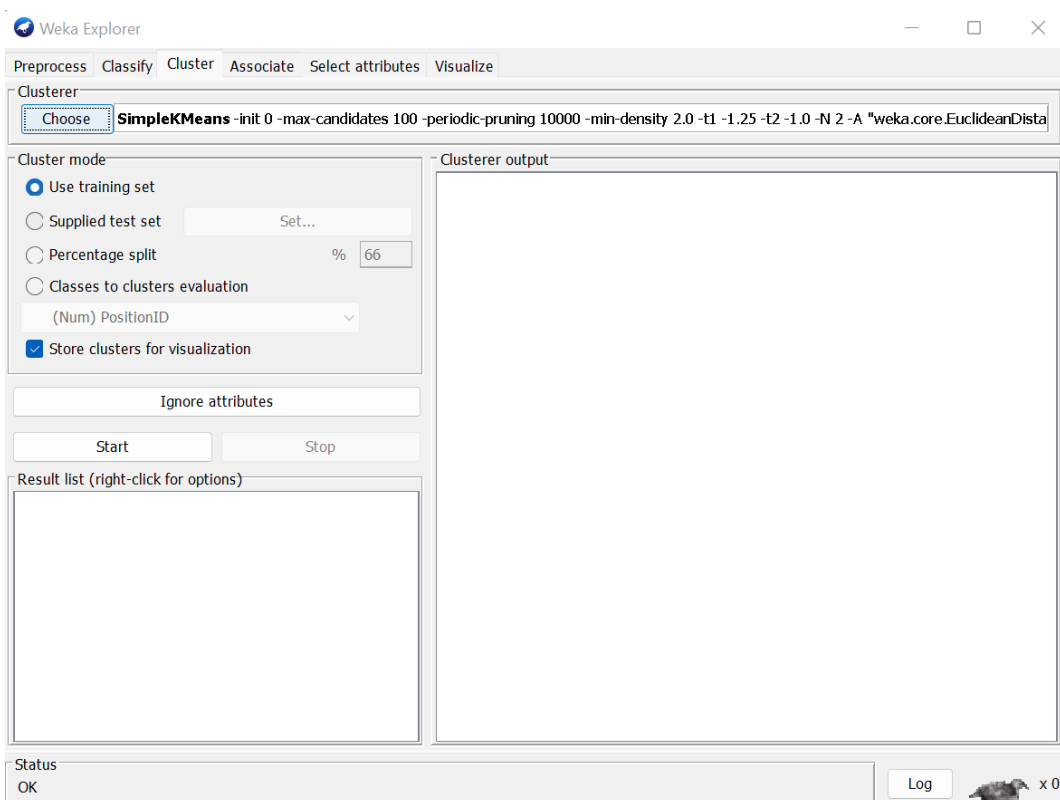 Weka Explorer
Preprocess Classify Cluster Associate Select attributes Visualize
Clusterer
Choose SimpleKMeans -init 0 -max-candidates 100 -periodic-pruning 10000 -min-density 2.0 -t1 -1.25 -t2 -1.0 -N 2 -A "weka.core.EuclideanDista
Cluster mode
Use training set
Supplied test set Set...
Percentage split % 66
Classes to clusters evaluation
(Num) PositionID
Store clusters for visualization
Ignore attributes
Start Stop
Result list (right-click for options)
Clusterer output
Status
OK
Log x 0